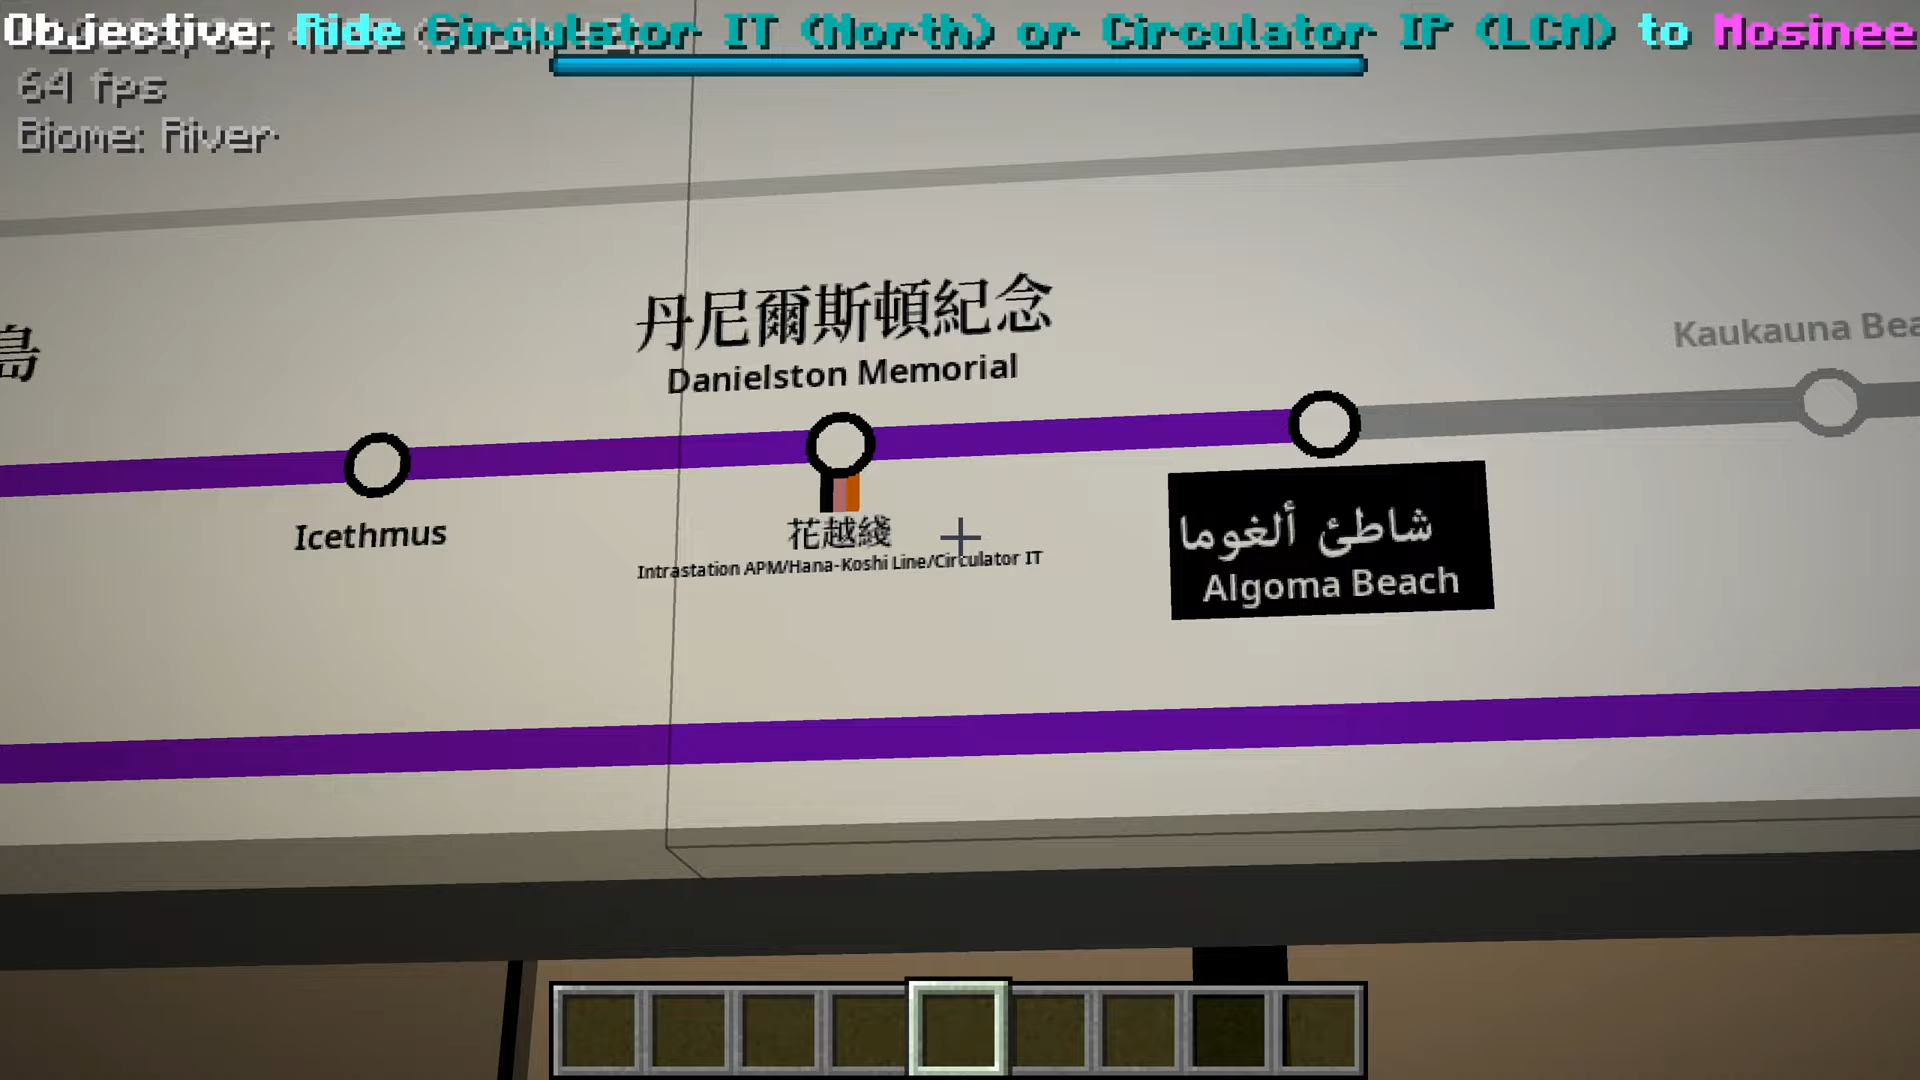 Objective: Ride Circulator IT (North) or Circulator IP (LCM) to Mosinee
64 fps
Biome: River
島
丹尼爾斯頓紀念
Danielston Memorial
Kaukauna Bea
Icethmus
花越綫
Intrastation APM/Hana-Koshi Line/Circulator IT
شاطئ ألغوما
Algoma Beach